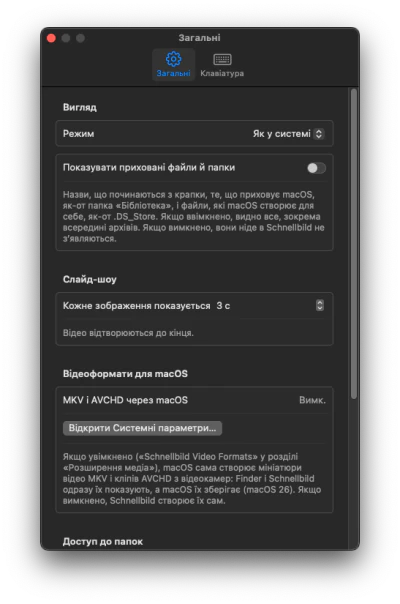 Загальні
Загальні
Клавіатура
Вигляд
Режим
Як у системі
Показувати приховані файли й папки
Назви, що починаються з крапки, те, що приховує macOS,
як-от папка «Бібліотека», і файли, які macOS створює для
себе, як-от .DS_Store. Якщо ввімкнено, видно все, зокрема
всередині архівів. Якщо вимкнено, вони ніде в Schnellbild не
з’являються.
Слайд-шоу
Кожне зображення показується 3 с
Відео відтворюються до кінця.
Відеоформати для macOS
MKV і AVCHD через macOS
Вимк.
Відкрити Системні параметри...
Якщо увімкнено («Schnellbild Video Formats» у розділі
«Розширення медіа»), macOS сама створює мініатюри
відео MKV і кліпів AVCHD з відеокамер: Finder і Schnellbild
одразу їх показують, а macOS їх зберігає (macOS 26). Якщо
вимкнено, Schnellbild створює їх сам.
Доступ до папок